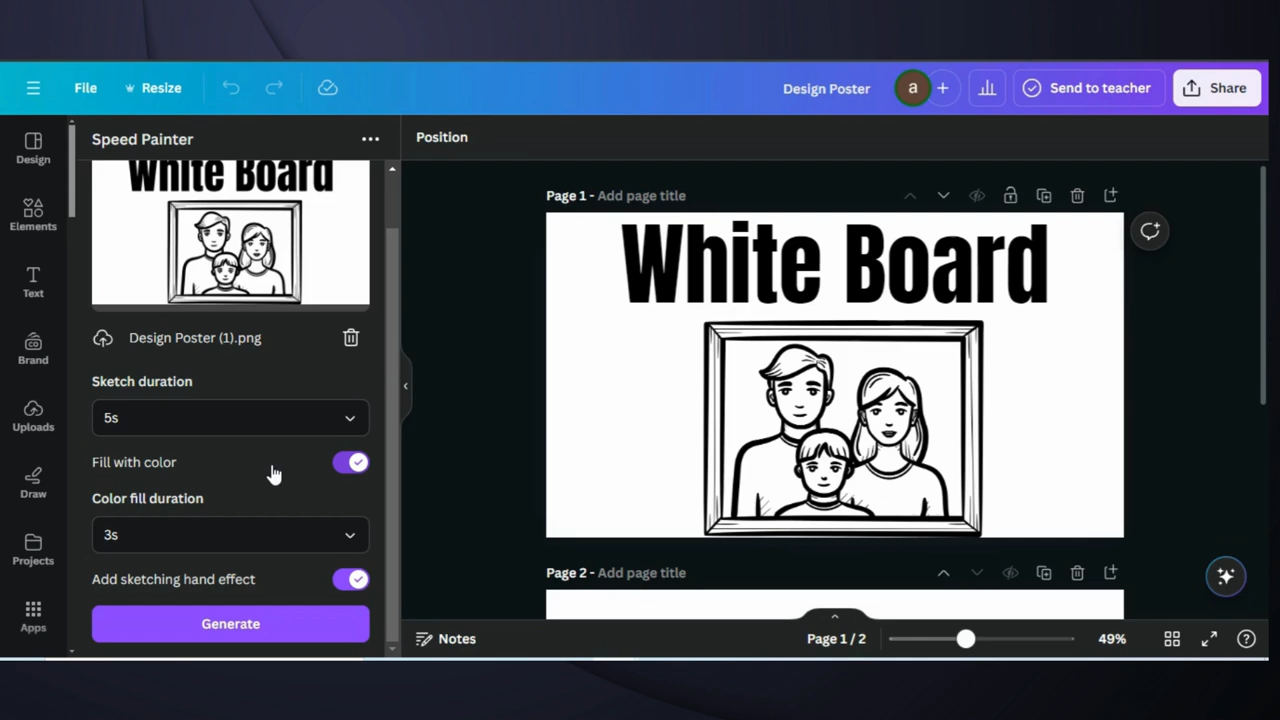 File
Resize
Design Poster
a
Send to teacher
Share
Design
Elements
Text
Brand
Uploads
Draw
Projects
Apps
Speed Painter
White Board
Design Poster (1).png
Sketch duration
5s
Fill with color
Color fill duration
3s
Add sketching hand effect
Generate
Position
Page 1 - Add page title
White Board
Page 2 - Add page title
Notes
Page 1 / 2
49%